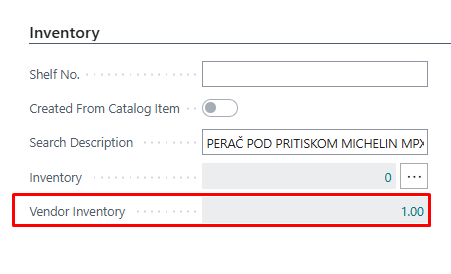 Inventory
Shelf No.
Created From Catalog Item
Search Description PERAČ POD PRITISKOM MICHELIN MPX
Inventory 0 ...
Vendor Inventory 1.00